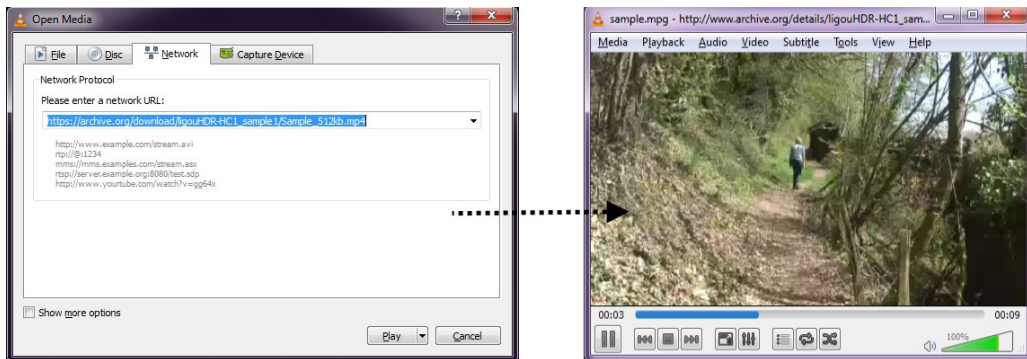 Open Media
File Disc Network Capture Device
Network Protocol
Please enter a network URL:
https://archive.org/download/ligouHDR-HC1_sample1/Sample_512kb.mp4
http://www.example.com/stream.avi
rtp://@:1234
mms://mms.examples.com/stream.asx
rtsp://server.example.org:8080/test.sdp
http://www.youtube.com/watch?v=gg64x
Show more options
Play Cancel
sample.mpg - http://www.archive.org/details/ligouHDR-HC1_sam...
Media Playback Audio Video Subtitle Tools View Help
00:03 00:09
100%